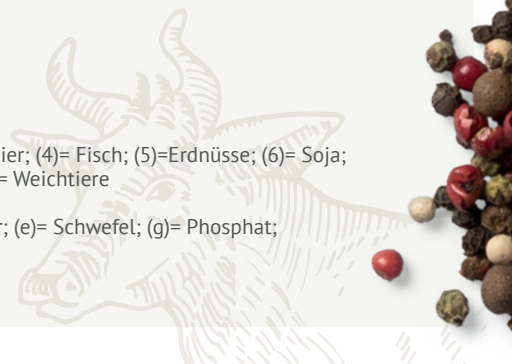 ier; (4)= Fisch; (5)=Erdnüsse; (6)= Soja;
= Weichtiere
; (e)= Schwefel; (g)= Phosphat;